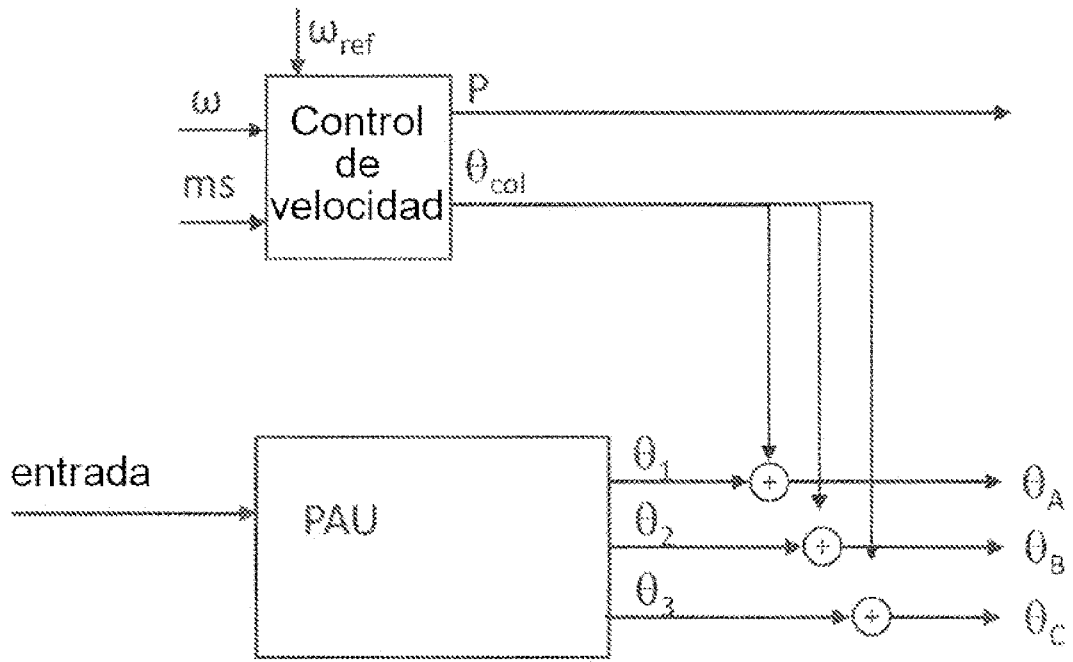 ω_ref
ω
ms
Control
de
velocidad
P
θ_col
entrada
PAU
θ_1
θ_2
θ_3
+
+
+
θ_A
θ_B
θ_C